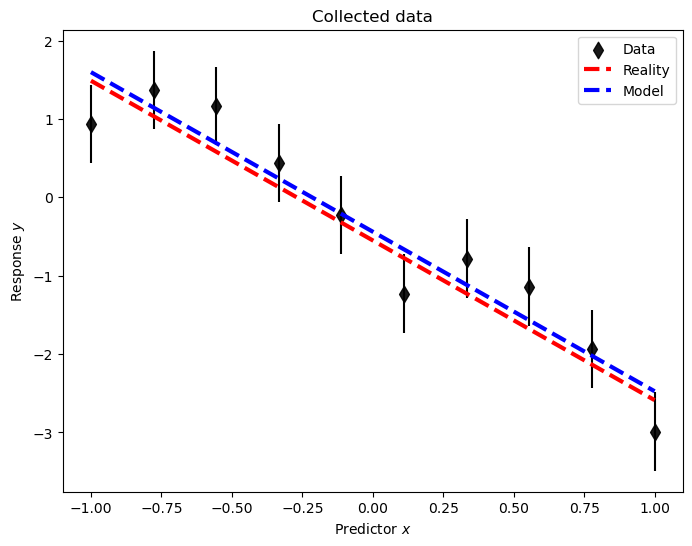 Collected data
Data
Reality
Model
2
1
0
−1
−2
−3
Response y
−1.00 −0.75 −0.50 −0.25 0.00 0.25 0.50 0.75 1.00
Predictor x